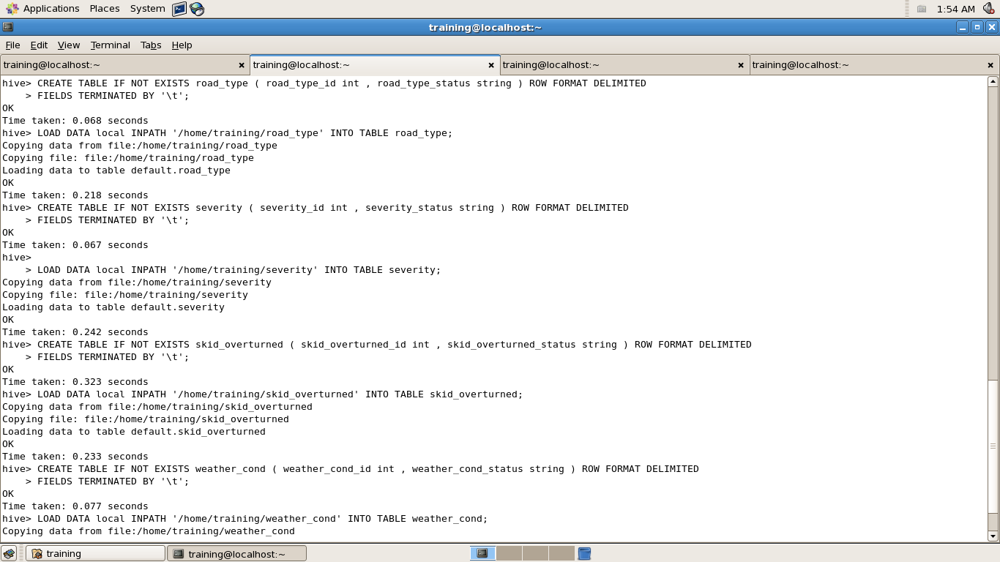 Applications Places System 1:54 AM
training@localhost:~
File Edit View Terminal Tabs Help
training@localhost:~ training@localhost:~ training@localhost:~ training@localhost:~
hive> CREATE TABLE IF NOT EXISTS road_type ( road_type_id int , road_type_status string ) ROW FORMAT DELIMITED
    > FIELDS TERMINATED BY '\t';
OK
Time taken: 0.068 seconds
hive> LOAD DATA local INPATH '/home/training/road_type' INTO TABLE road_type;
Copying data from file:/home/training/road_type
Copying file: file:/home/training/road_type
Loading data to table default.road_type
OK
Time taken: 0.218 seconds
hive> CREATE TABLE IF NOT EXISTS severity ( severity_id int , severity_status string ) ROW FORMAT DELIMITED
    > FIELDS TERMINATED BY '\t';
OK
Time taken: 0.067 seconds
hive>
    > LOAD DATA local INPATH '/home/training/severity' INTO TABLE severity;
Copying data from file:/home/training/severity
Copying file: file:/home/training/severity
Loading data to table default.severity
OK
Time taken: 0.242 seconds
hive> CREATE TABLE IF NOT EXISTS skid_overturned ( skid_overturned_id int , skid_overturned_status string ) ROW FORMAT DELIMITED
    > FIELDS TERMINATED BY '\t';
OK
Time taken: 0.323 seconds
hive> LOAD DATA local INPATH '/home/training/skid_overturned' INTO TABLE skid_overturned;
Copying data from file:/home/training/skid_overturned
Copying file: file:/home/training/skid_overturned
Loading data to table default.skid_overturned
OK
Time taken: 0.233 seconds
hive> CREATE TABLE IF NOT EXISTS weather_cond ( weather_cond_id int , weather_cond_status string ) ROW FORMAT DELIMITED
    > FIELDS TERMINATED BY '\t';
OK
Time taken: 0.077 seconds
hive> LOAD DATA local INPATH '/home/training/weather_cond' INTO TABLE weather_cond;
Copying data from file:/home/training/weather_cond
training training@localhost:~